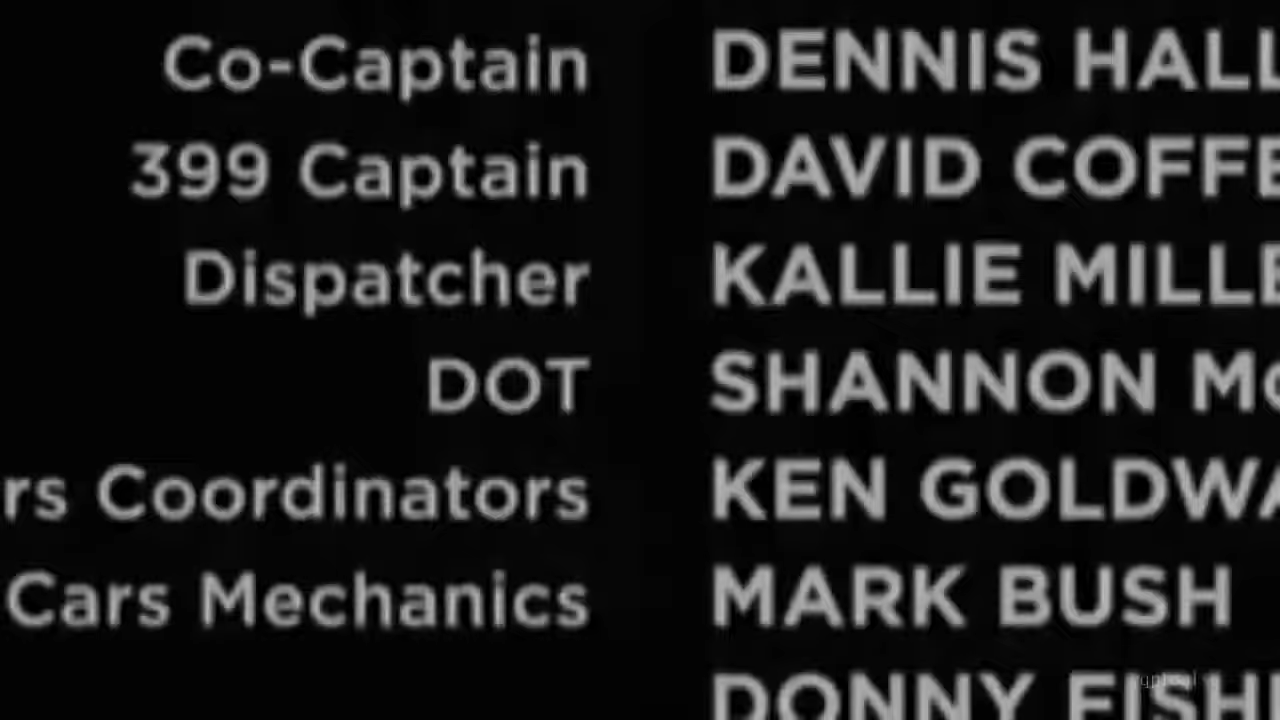 Co-Captain DENNIS HALL
399 Captain DAVID COFFE
Dispatcher KALLIE MILLE
DOT SHANNON Mc
rs Coordinators KEN GOLDWA
Cars Mechanics MARK BUSH
DONNY FISH